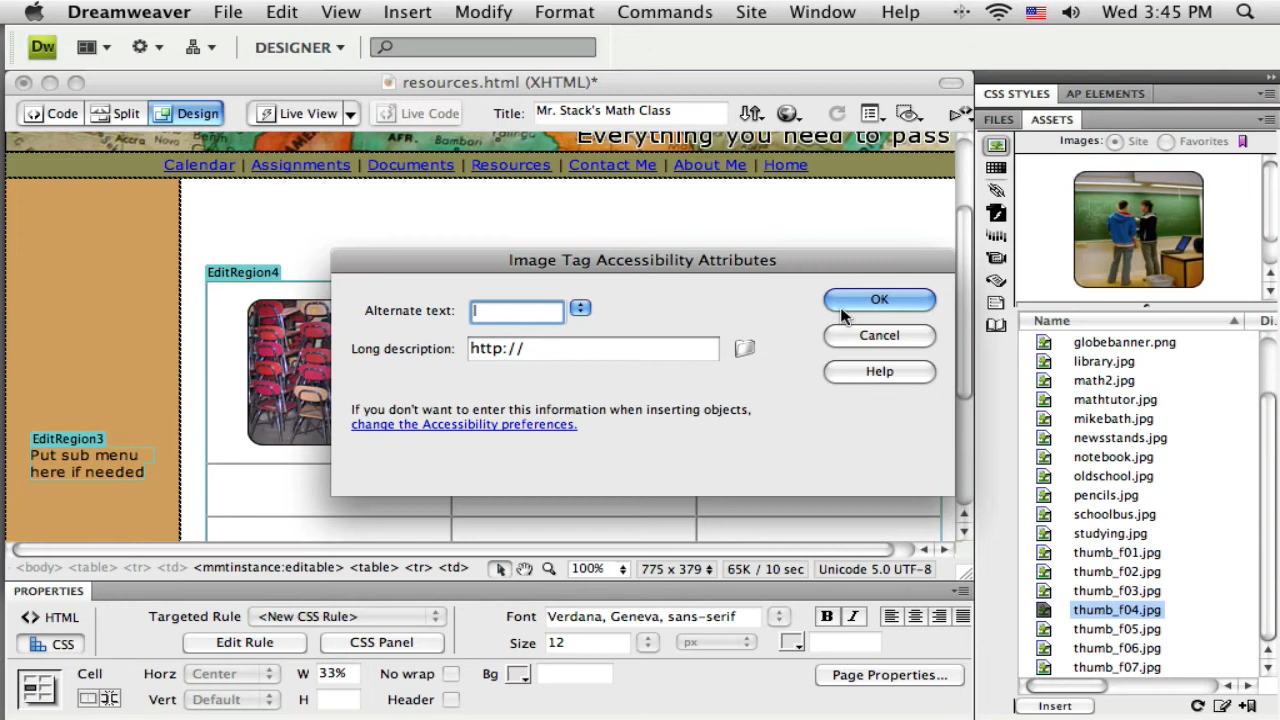 Dreamweaver File Edit View Insert Modify Format Commands Site Window Help Wed 3:45 PM
Dw DESIGNER
resources.html (XHTML)*
Code Split Design Live View Live Code Title: Mr. Stack's Math Class
CSS STYLES AP ELEMENTS
FILES ASSETS
Images: Site Favorites
Accra Benin AFR. Bambari Everything you need to pass
Calendar | Assignments | Documents | Resources | Contact Me | About Me | Home
EditRegion4
Image Tag Accessibility Attributes
Alternate text:
OK
Long description: http://
Cancel
Help
If you don't want to enter this information when inserting objects,
change the Accessibility preferences.
EditRegion3
Put sub menu
here if needed
Name Di
globebanner.png
library.jpg
math2.jpg
mathtutor.jpg
mikebath.jpg
newsstands.jpg
notebook.jpg
oldschool.jpg
pencils.jpg
schoolbus.jpg
studying.jpg
thumb_f01.jpg
thumb_f02.jpg
thumb_f03.jpg
thumb_f04.jpg
thumb_f05.jpg
thumb_f06.jpg
thumb_f07.jpg
Insert
<body> <table> <tr> <td> <mmtinstance:editable> <table> <tr> <td> 100% 775 x 379 65K / 10 sec Unicode 5.0 UTF-8
PROPERTIES
HTML Targeted Rule <New CSS Rule> Font Verdana, Geneva, sans-serif B I
CSS Edit Rule CSS Panel Size 12 px
Cell Horz Center W 33% No wrap Bg Page Properties...
Vert Default H Header